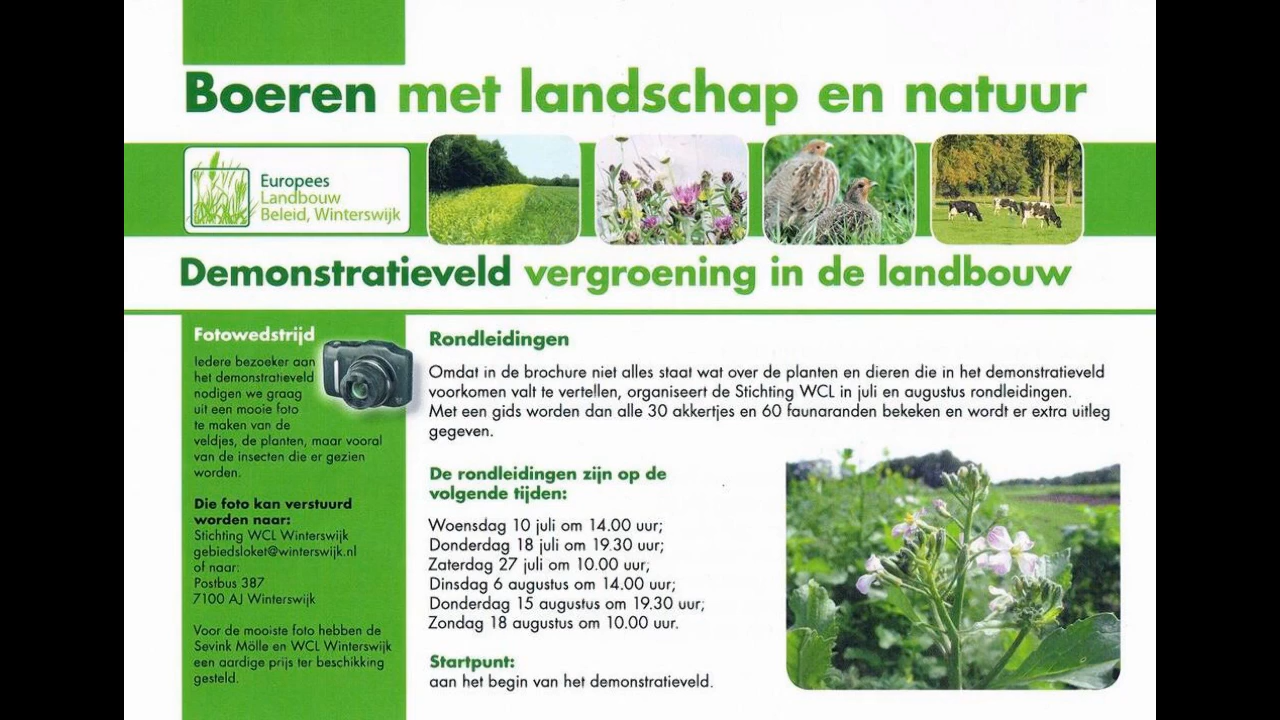 Boeren met landschap en natuur
Europees
Landbouw
Beleid, Winterswijk
Demonstratieveld vergroening in de landbouw
Fotowedstrijd
Iedere bezoeker aan
het demonstratieveld
nodigen we graag
uit een mooie foto
te maken van de
veldjes, de planten, maar vooral
van de insecten die er gezien
worden.
Die foto kan verstuurd
worden naar:
Stichting WCL Winterswijk
gebiedsloket@winterswijk.nl
of naar:
Postbus 387
7100 AJ Winterswijk
Voor de mooiste foto hebben de
Sevink Mölle en WCL Winterswijk
een aardige prijs ter beschikking
gesteld.
Rondleidingen
Omdat in de brochure niet alles staat wat over de planten en dieren die in het demonstratieveld
voorkomen valt te vertellen, organiseert de Stichting WCL in juli en augustus rondleidingen.
Met een gids worden dan alle 30 akkertjes en 60 faunaranden bekeken en wordt er extra uitleg
gegeven.
De rondleidingen zijn op de
volgende tijden:
Woensdag 10 juli om 14.00 uur;
Donderdag 18 juli om 19.30 uur;
Zaterdag 27 juli om 10.00 uur,
Dinsdag 6 augustus om 14.00 uur;
Donderdag 15 augustus om 19.30 uur;
Zondag 18 augustus om 10.00 uur.
Startpunt:
aan het begin van het demonstratieveld.